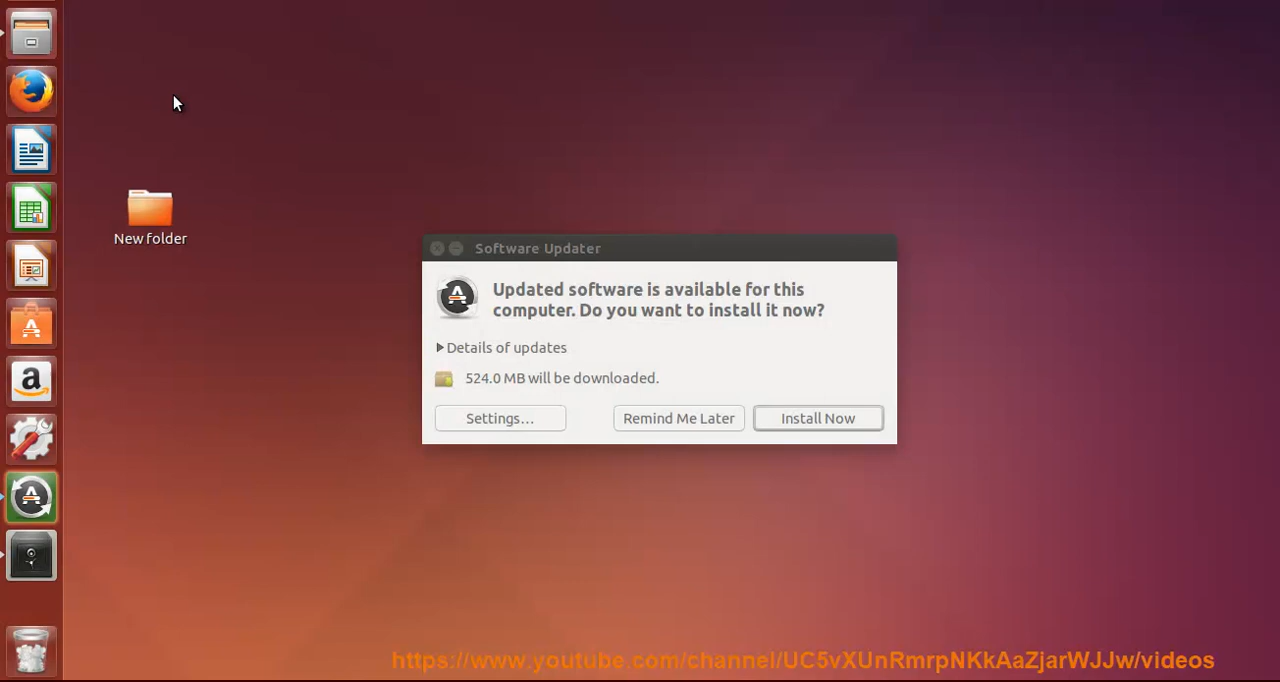 New folder
Software Updater
Updated software is available for this
computer. Do you want to install it now?
Details of updates
524.0 MB will be downloaded.
Settings...
Remind Me Later
Install Now
https://www.youtube.com/channel/UC5vXUnRmrpNKkAaZjarWJJw/videos